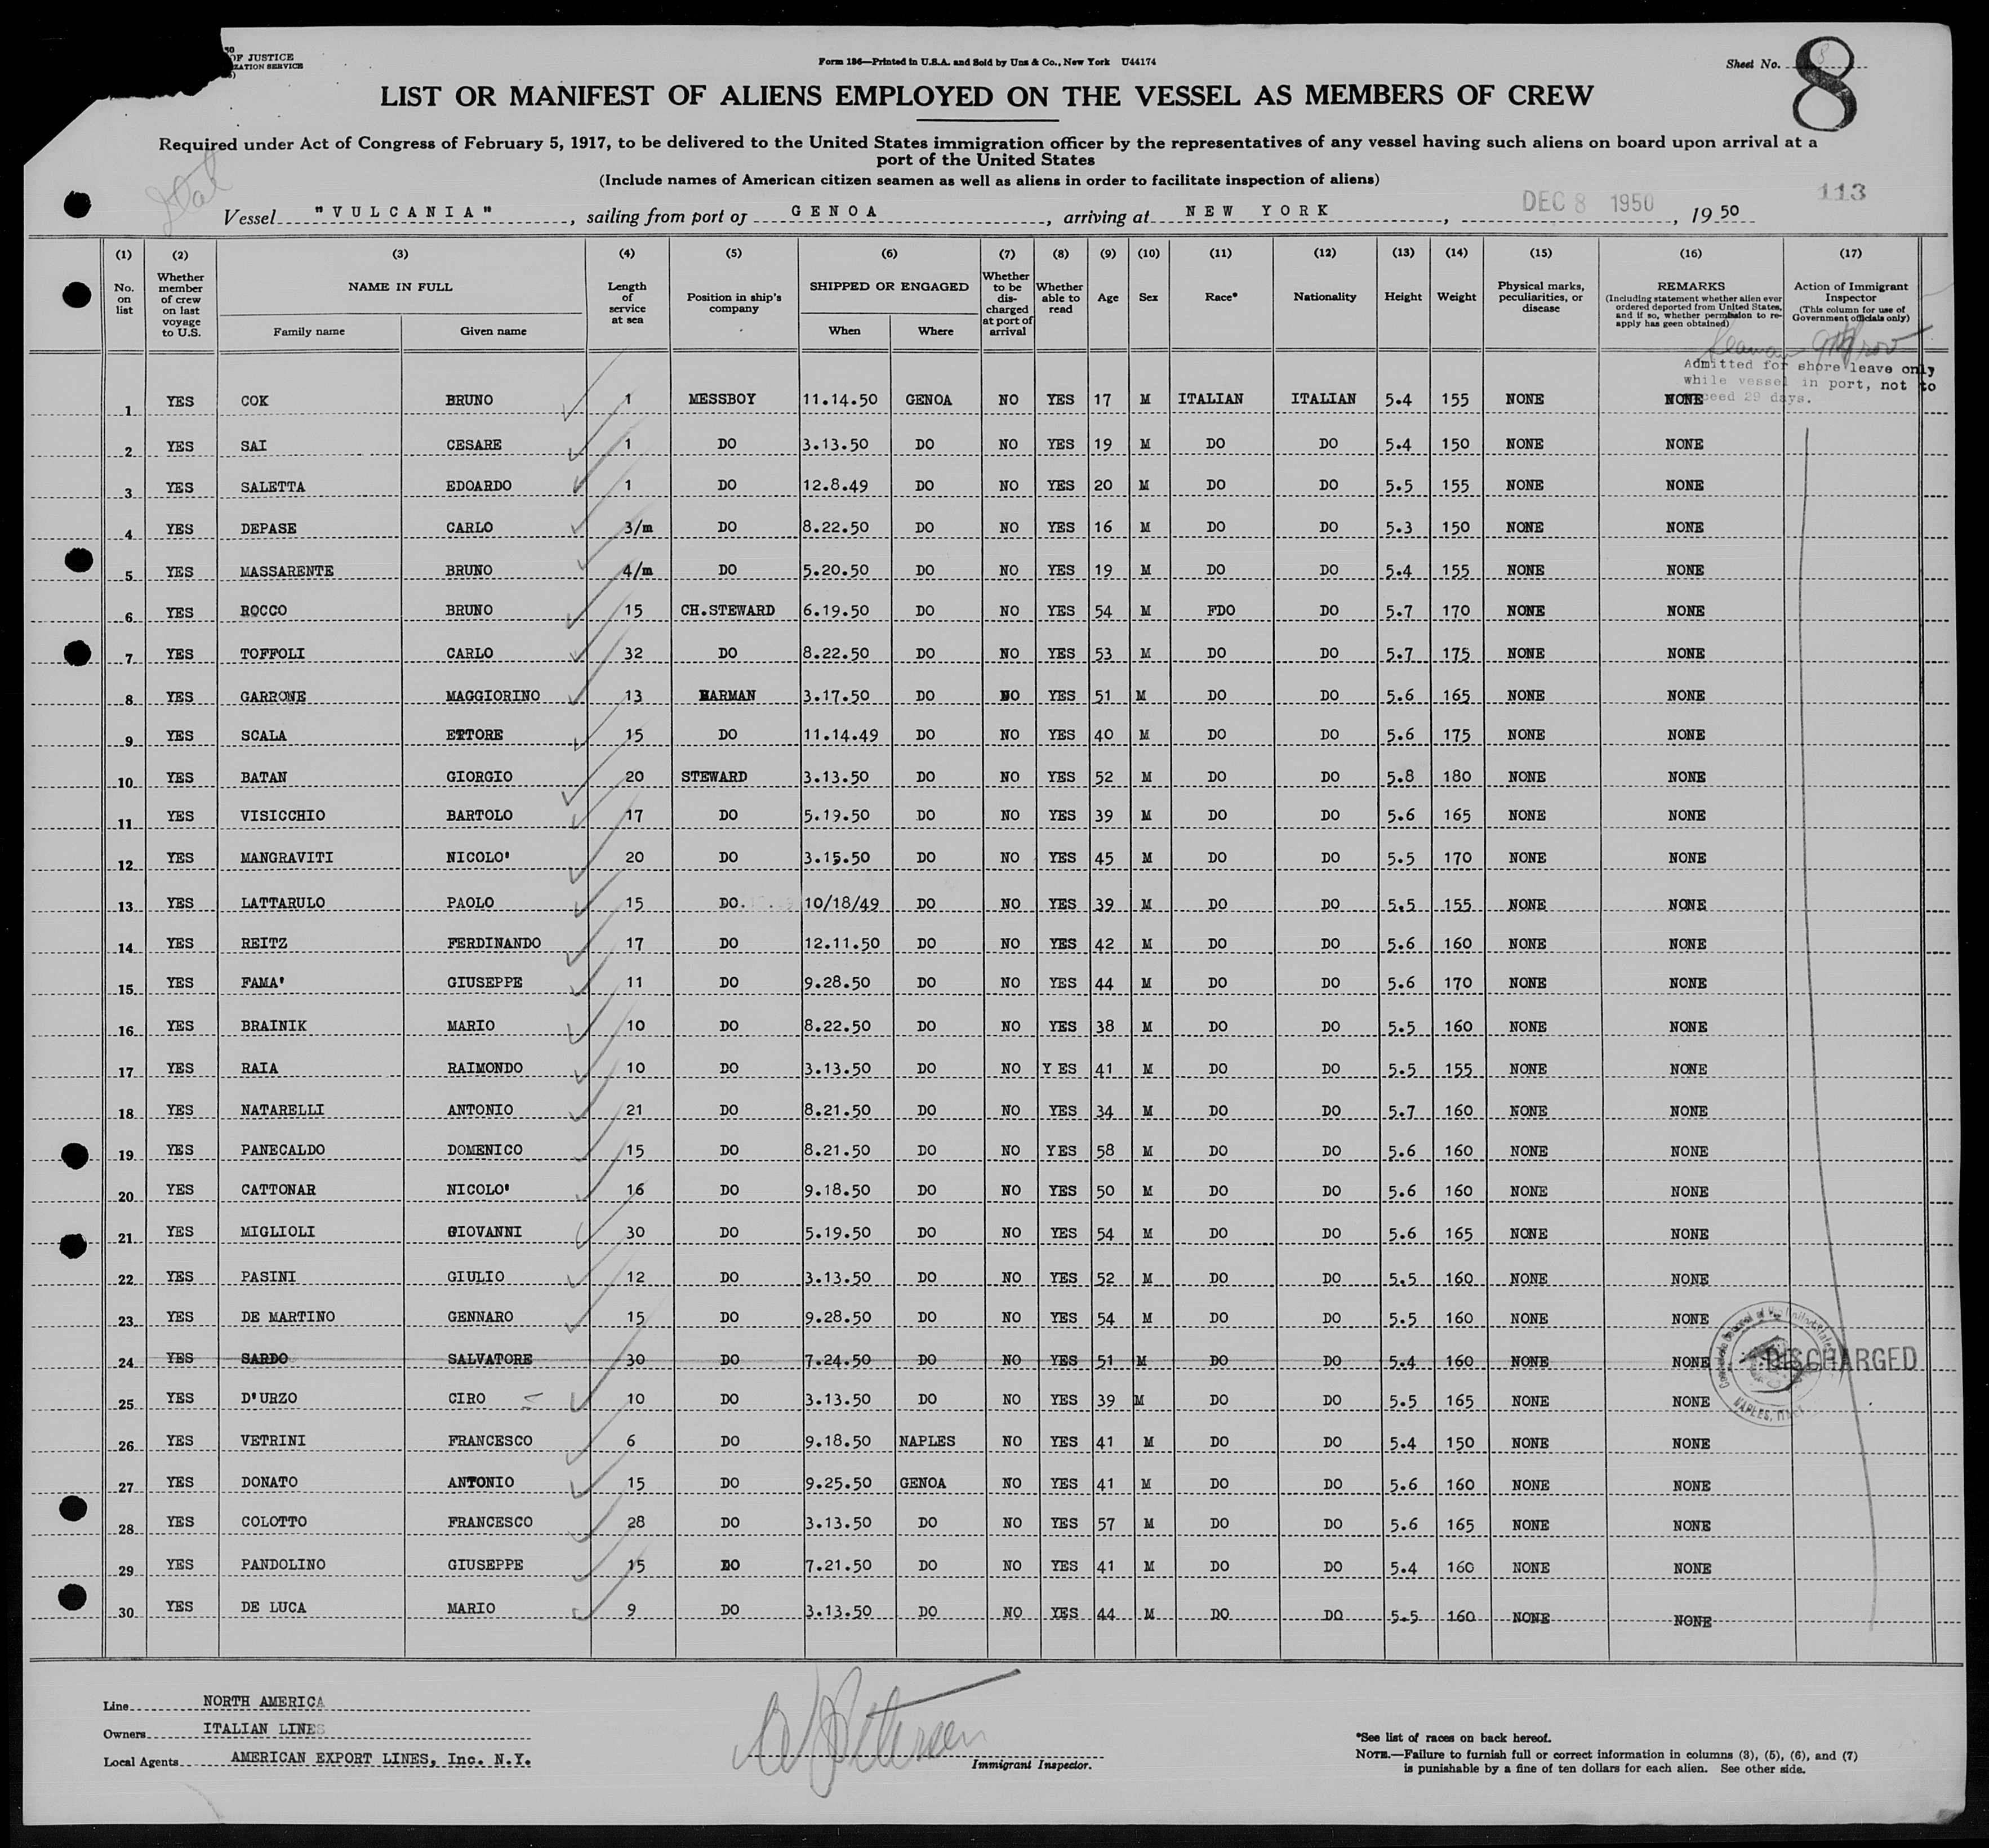 50
OF JUSTICE
ZATION SERVICE
Form 186—Printed in U.S.A. and Sold by Unz & Co., New York U44174
Sheet No. 8
8
LIST OR MANIFEST OF ALIENS EMPLOYED ON THE VESSEL AS MEMBERS OF CREW
Required under Act of Congress of February 5, 1917, to be delivered to the United States immigration officer by the representatives of any vessel having such aliens on board upon arrival at a
port of the United States
(Include names of American citizen seamen as well as aliens in order to facilitate inspection of aliens)
113
Vessel "VULCANIA", sailing from port of GENOA, arriving at NEW YORK, DEC 8 1950, 19 50
(1) (2) (3) (4) (5) (6) (7) (8) (9) (10) (11) (12) (13) (14) (15) (16) (17)
No. on list
Whether member of crew on last voyage to U.S.
NAME IN FULL
Family name
Given name
Length of service at sea
Position in ship's company
SHIPPED OR ENGAGED
When
Where
Whether to be discharged at port of arrival
Whether able to read
Age
Sex
Race*
Nationality
Height
Weight
Physical marks, peculiarities, or disease
REMARKS
(Including statement whether alien ever ordered deported from United States, and if so, whether permission to re-apply has geen obtained)
Action of Immigrant Inspector
(This column for use of Government officials only)
Admitted for shore leave only
while vessel in port, not to
ceed 29 days.
1 YES COK BRUNO 1 MESSBOY 11.14.50 GENOA NO YES 17 M ITALIAN ITALIAN 5.4 155 NONE NONE
2 YES SAI CESARE 1 DO 3.13.50 DO NO YES 19 M DO DO 5.4 150 NONE NONE
3 YES SALETTA EDOARDO 1 DO 12.8.49 DO NO YES 20 M DO DO 5.5 155 NONE NONE
4 YES DEPASE CARLO 3/m DO 8.22.50 DO NO YES 16 M DO DO 5.3 150 NONE NONE
5 YES MASSARENTE BRUNO 4/m DO 5.20.50 DO NO YES 19 M DO DO 5.4 155 NONE NONE
6 YES ROCCO BRUNO 15 CH.STEWARD 6.19.50 DO NO YES 54 M FDO DO 5.7 170 NONE NONE
7 YES TOFFOLI CARLO 32 DO 8.22.50 DO NO YES 53 M DO DO 5.7 175 NONE NONE
8 YES GARRONE MAGGIORINO 13 BARMAN 3.17.50 DO NO YES 51 M DO DO 5.6 165 NONE NONE
9 YES SCALA ETTORE 15 DO 11.14.49 DO NO YES 40 M DO DO 5.6 175 NONE NONE
10 YES BATAN GIORGIO 20 STEWARD 3.13.50 DO NO YES 52 M DO DO 5.8 180 NONE NONE
11 YES VISICCHIO BARTOLO 17 DO 5.19.50 DO NO YES 39 M DO DO 5.6 165 NONE NONE
12 YES MANGRAVITI NICOLO' 20 DO 3.15.50 DO NO YES 45 M DO DO 5.5 170 NONE NONE
13 YES LATTARULO PAOLO 15 DO. 10/18/49 DO NO YES 39 M DO DO 5.5 155 NONE NONE
14 YES REITZ FERDINANDO 17 DO 12.11.50 DO NO YES 42 M DO DO 5.6 160 NONE NONE
15 YES FAMA' GIUSEPPE 11 DO 9.28.50 DO NO YES 44 M DO DO 5.6 170 NONE NONE
16 YES BRAINIK MARIO 10 DO 8.22.50 DO NO YES 38 M DO DO 5.5 160 NONE NONE
17 YES RAIA RAIMONDO 10 DO 3.13.50 DO NO Y ES 41 M DO DO 5.5 155 NONE NONE
18 YES NATARELLI ANTONIO 21 DO 8.21.50 DO NO YES 34 M DO DO 5.7 160 NONE NONE
19 YES PANECALDO DOMENICO 15 DO 8.21.50 DO NO YES 58 M DO DO 5.6 160 NONE NONE
20 YES CATTONAR NICOLO' 16 DO 9.18.50 DO NO YES 50 M DO DO 5.6 160 NONE NONE
21 YES MIGLIOLI GIOVANNI 30 DO 5.19.50 DO NO YES 54 M DO DO 5.6 165 NONE NONE
22 YES PASINI GIULIO 12 DO 3.13.50 DO NO YES 52 M DO DO 5.5 160 NONE NONE
23 YES DE MARTINO GENNARO 15 DO 9.28.50 DO NO YES 54 M DO DO 5.5 160 NONE NONE
24 YES SARDO SALVATORE 30 DO 7.24.50 DO NO YES 51 M DO DO 5.4 160 NONE NONE DISCHARGED
25 YES D'URZO CIRO 10 DO 3.13.50 DO NO YES 39 M DO DO 5.5 165 NONE NONE
NAPLES, ITALY
26 YES VETRINI FRANCESCO 6 DO 9.18.50 NAPLES NO YES 41 M DO DO 5.4 150 NONE NONE
27 YES DONATO ANTONIO 15 DO 9.25.50 GENOA NO YES 41 M DO DO 5.6 160 NONE NONE
28 YES COLOTTO FRANCESCO 28 DO 3.13.50 DO NO YES 57 M DO DO 5.6 165 NONE NONE
29 YES PANDOLINO GIUSEPPE 15 DO 7.21.50 DO NO YES 41 M DO DO 5.4 160 NONE NONE
30 YES DE LUCA MARIO 9 DO 3.13.50 DO NO YES 44 M DO DO 5.5 160 NONE NONE
Line NORTH AMERICA
Owners ITALIAN LINES
Local Agents AMERICAN EXPORT LINES, Inc. N.Y.
Immigrant Inspector.
*See list of races on back hereof.
NOTE.—Failure to furnish full or correct information in columns (3), (5), (6), and (7)
is punishable by a fine of ten dollars for each alien. See other side.